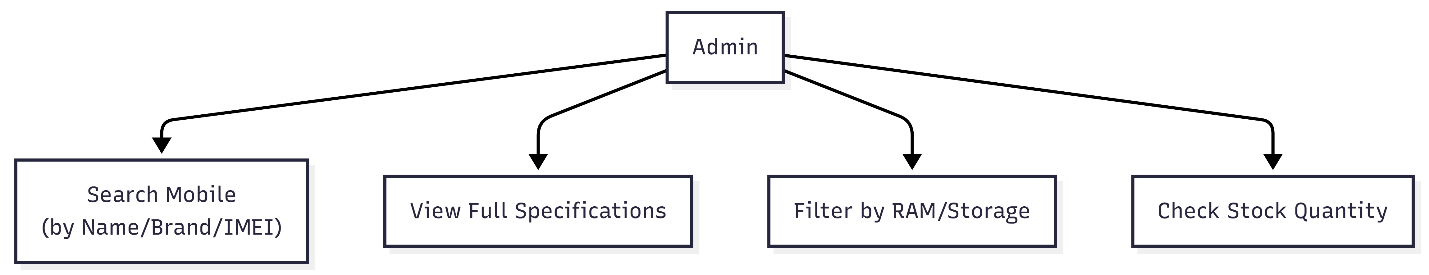 Admin
Search Mobile
(by Name/Brand/IMEI)
View Full Specifications
Filter by RAM/Storage
Check Stock Quantity